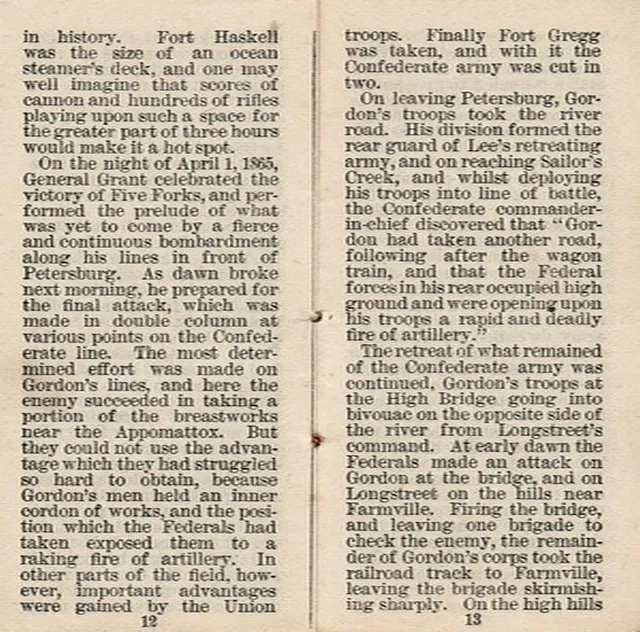 in history. Fort Haskell
was the size of an ocean
steamer's deck, and one may
well imagine that scores of
cannon and hundreds of rifles
playing upon such a space for
the greater part of three hours
would make it a hot spot.
On the night of April 1, 1865,
General Grant celebrated the
victory of Five Forks, and per-
formed the prelude of what
was yet to come by a fierce
and continuous bombardment
along his lines in front of
Petersburg. As dawn broke
next morning, he prepared for
the final attack, which was
made in double column at
various points on the Confed-
erate line. The most deter-
mined effort was made on
Gordon's lines, and here the
enemy succeeded in taking a
portion of the breastworks
near the Appomattox. But
they could not use the advan-
tage which they had struggled
so hard to obtain, because
Gordon's men held an inner
cordon of works, and the posi-
tion which the Federals had
taken exposed them to a
raking fire of artillery. In
other parts of the field, how-
ever, important advantages
were gained by the Union
12
troops. Finally Fort Gregg
was taken, and with it the
Confederate army was cut in
two.
On leaving Petersburg, Gor-
don's troops took the river
road. His division formed the
rear guard of Lee's retreating
army, and on reaching Sailor's
Creek, and whilst deploying
his troops into line of battle,
the Confederate commander-
in-chief discovered that "Gor-
don had taken another road,
following after the wagon
train, and that the Federal
forces in his rear occupied high
ground and were opening upon
his troops a rapid and deadly
fire of artillery."
The retreat of what remained
of the Confederate army was
continued, Gordon's troops at
the High Bridge going into
bivouac on the opposite side of
the river from Longstreet's
command. At early dawn the
Federals made an attack on
Gordon at the bridge, and on
Longstreet on the hills near
Farmville. Firing the bridge,
and leaving one brigade to
check the enemy, the remain-
der of Gordon's corps took the
railroad track to Farmville,
leaving the brigade skirmish-
ing sharply. On the high hills
13